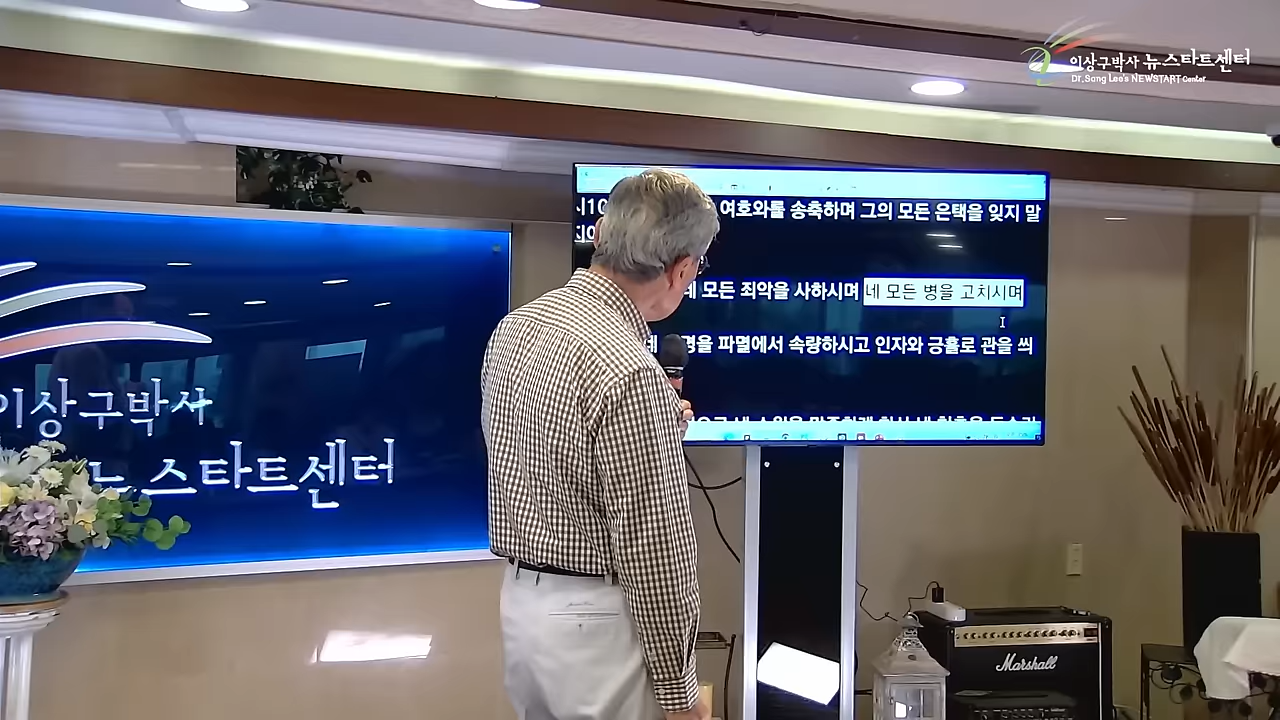 이상구박사 뉴스타트센터
Dr.Sang Lee's NEWSTART Center
여호와를 송축하며 그의 모든 은택을 잊지 말
모든 죄악을 사하시며 네 모든 병을 고치시며
파멸에서 속량하시고 인자와 긍휼로 관을 씌
이상구박사
뉴스타트센터
Marshall